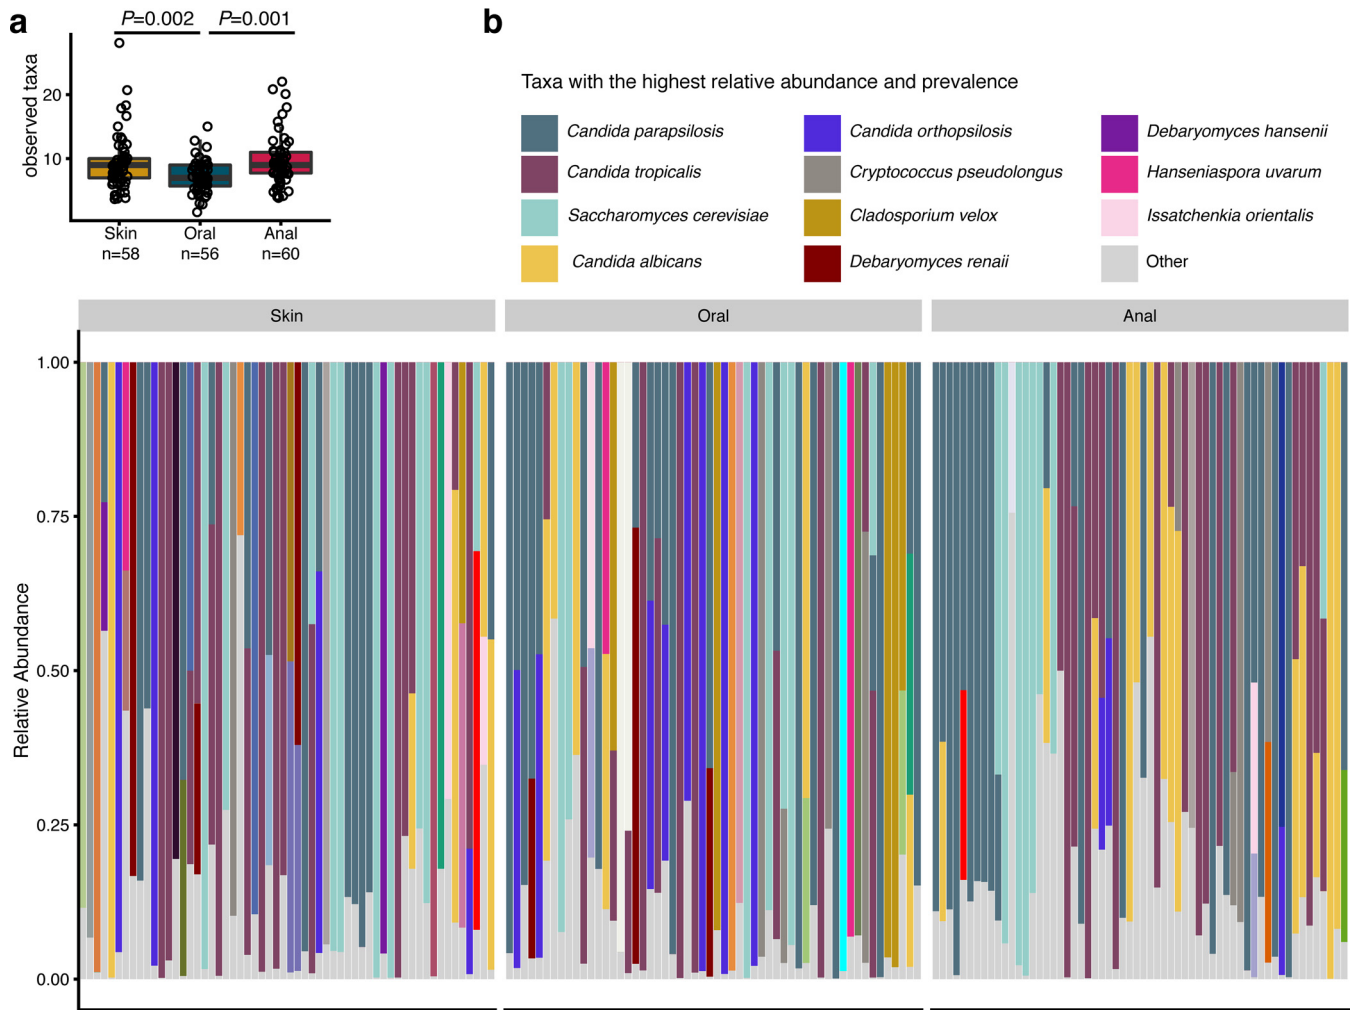 a
P=0.002
P=0.001
observed taxa
20
10
Skin
Oral
Anal
n=58
n=56
n=60
b
Taxa with the highest relative abundance and prevalence
Candida parapsilosis
Candida orthopsilosis
Debaryomyces hansenii
Candida tropicalis
Cryptococcus pseudolongus
Hanseniaspora uvarum
Saccharomyces cerevisiae
Cladosporium velox
Issatchenkia orientalis
Candida albicans
Debaryomyces renaii
Other
Skin
Oral
Anal
Relative Abundance
1.00
0.75
0.50
0.25
0.00